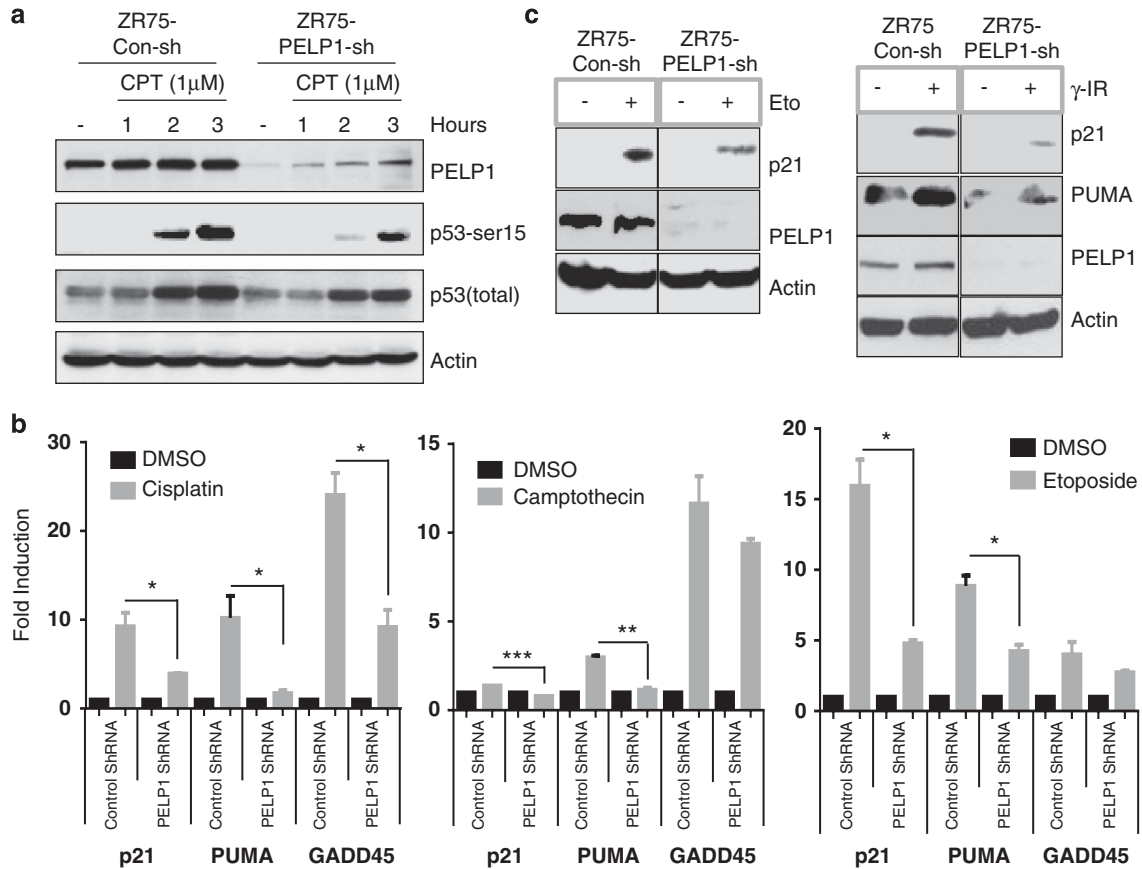 a
ZR75-
Con-sh
ZR75-
PELP1-sh
CPT (1μM)
CPT (1μM)
- 1 2 3 - 1 2 3 Hours
PELP1
p53-ser15
p53(total)
Actin
c
ZR75-
Con-sh
ZR75-
PELP1-sh
- + - + Eto
p21
PELP1
Actin
ZR75
Con-sh
ZR75-
PELP1-sh
- + - + γ-IR
p21
PUMA
PELP1
Actin
b
Fold Induction
30
20
10
0
DMSO
Cisplatin
*
*
*
Control ShRNA
PELP1 ShRNA
Control ShRNA
PELP1 ShRNA
Control ShRNA
PELP1 ShRNA
p21 PUMA GADD45
15
10
5
0
DMSO
Camptothecin
***
**
Control ShRNA
PELP1 ShRNA
Control ShRNA
PELP1 ShRNA
Control ShRNA
PELP1 ShRNA
p21 PUMA GADD45
20
15
10
5
0
DMSO
Etoposide
*
*
Control ShRNA
PELP1 ShRNA
Control ShRNA
PELP1 ShRNA
Control ShRNA
PELP1 ShRNA
p21 PUMA GADD45